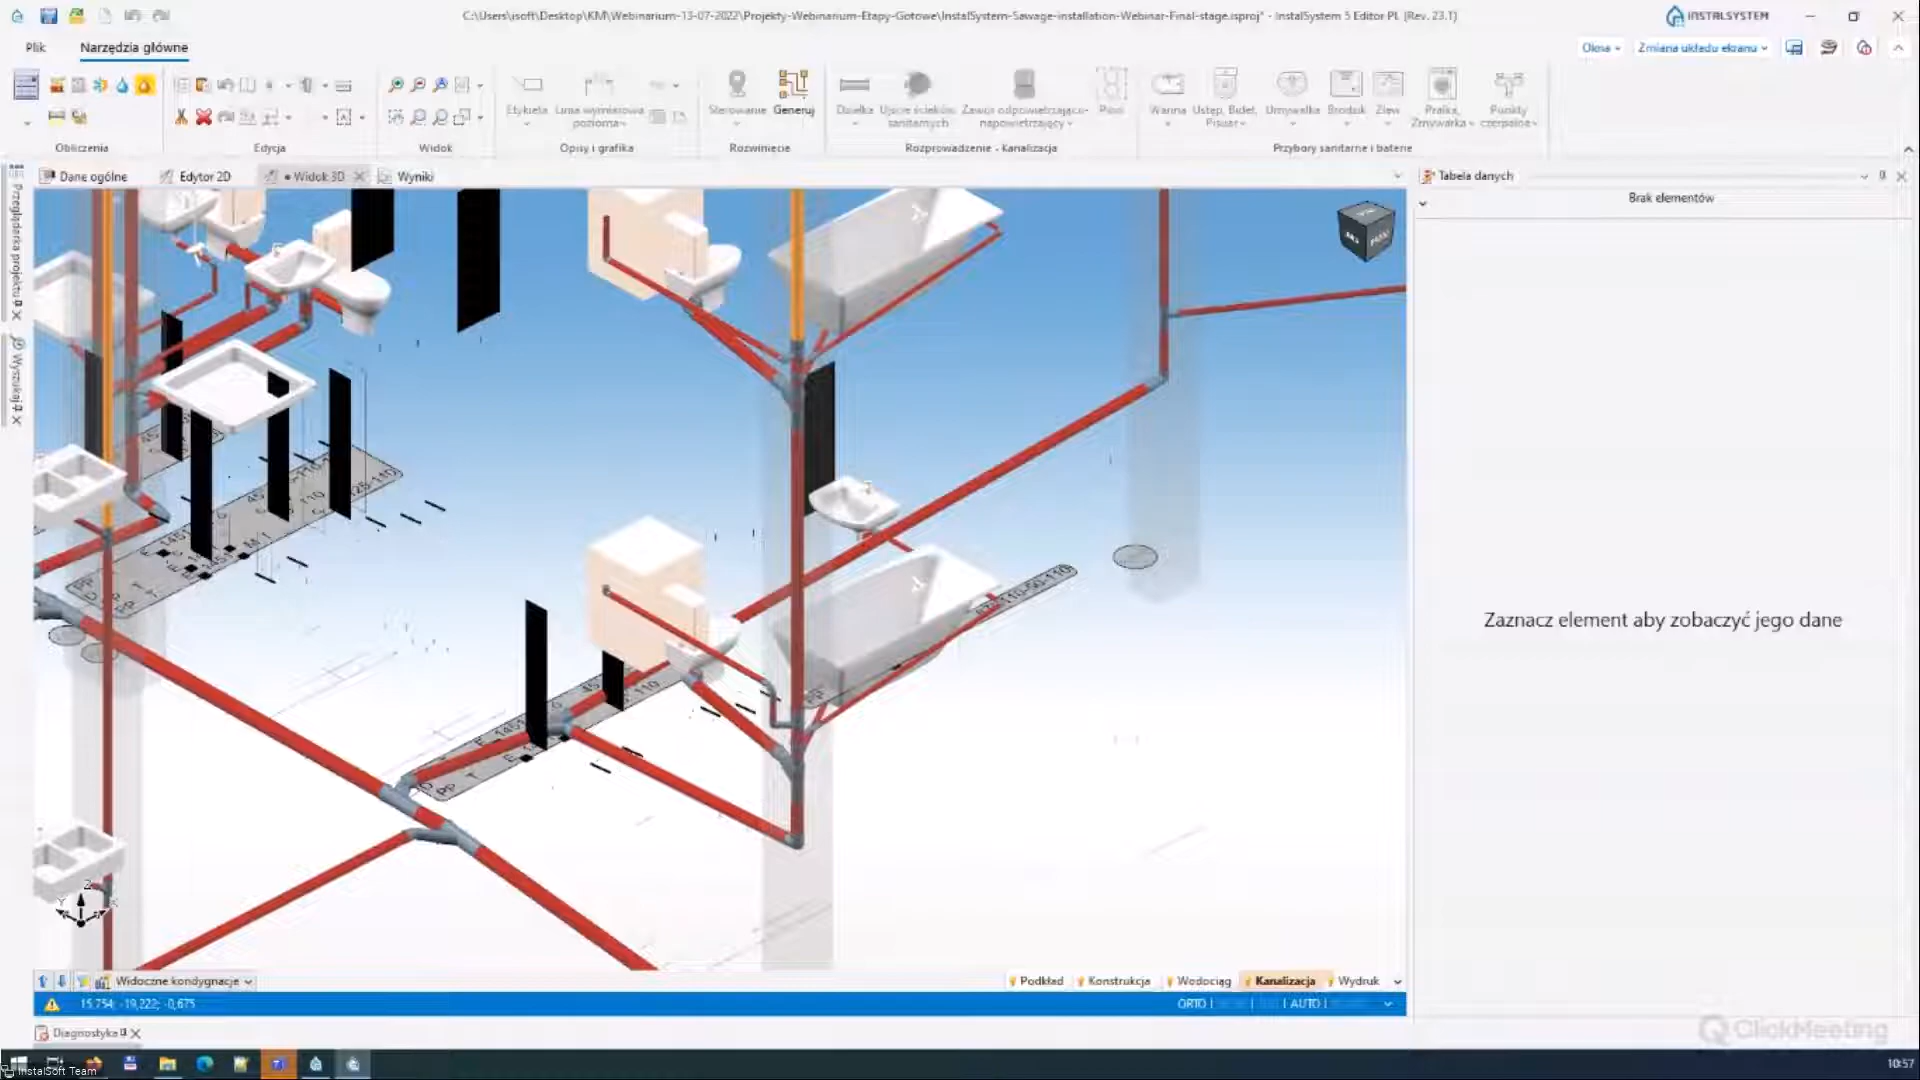 C:\Users\isoft\Desktop\KM\Webinarium-13-07-2022\Projekty-Webinarium-Etapy-Gotowe\InstalSystem-Sawage-installation-Webinar-Final-stage.isproj* - InstalSystem 5 Editor PL (Rev. 23.1)
INSTALSYSTEM
Plik
Narzędzia główne
Okna
Zmiana układu ekranu
Etykieta
Linia wymiarowa pozioma
Sterowanie
Generuj
Działka
Ujście ścieków sanitarnych
Zawór odpowietrzająco-napowietrzający
Pion
Wanna
Ustęp, Bidet, Pisuar
Umywalka
Brodzik
Zlew
Pralka, Zmywarka
Punkty czerpalne
Obliczenia
Edycja
Widok
Opisy i grafika
Rozwinięcie
Rozprowadzenie - Kanalizacja
Przybory sanitarne i baterie
Przeglądarka projektu
Wyszukaj
Dane ogólne
Edytor 2D
Widok 3D
Wyniki
Tabela danych
Brak elementów
Zaznacz element aby zobaczyć jego dane
Z
Y
X
Widoczne kondygnacje
Podkład
Konstrukcja
Wodociąg
Kanalizacja
Wydruk
15,754; -19,222; -0,675
ORTO |
| AUTO |
Diagnostyka
ClickMeeting
InstalSoft Team
10:57